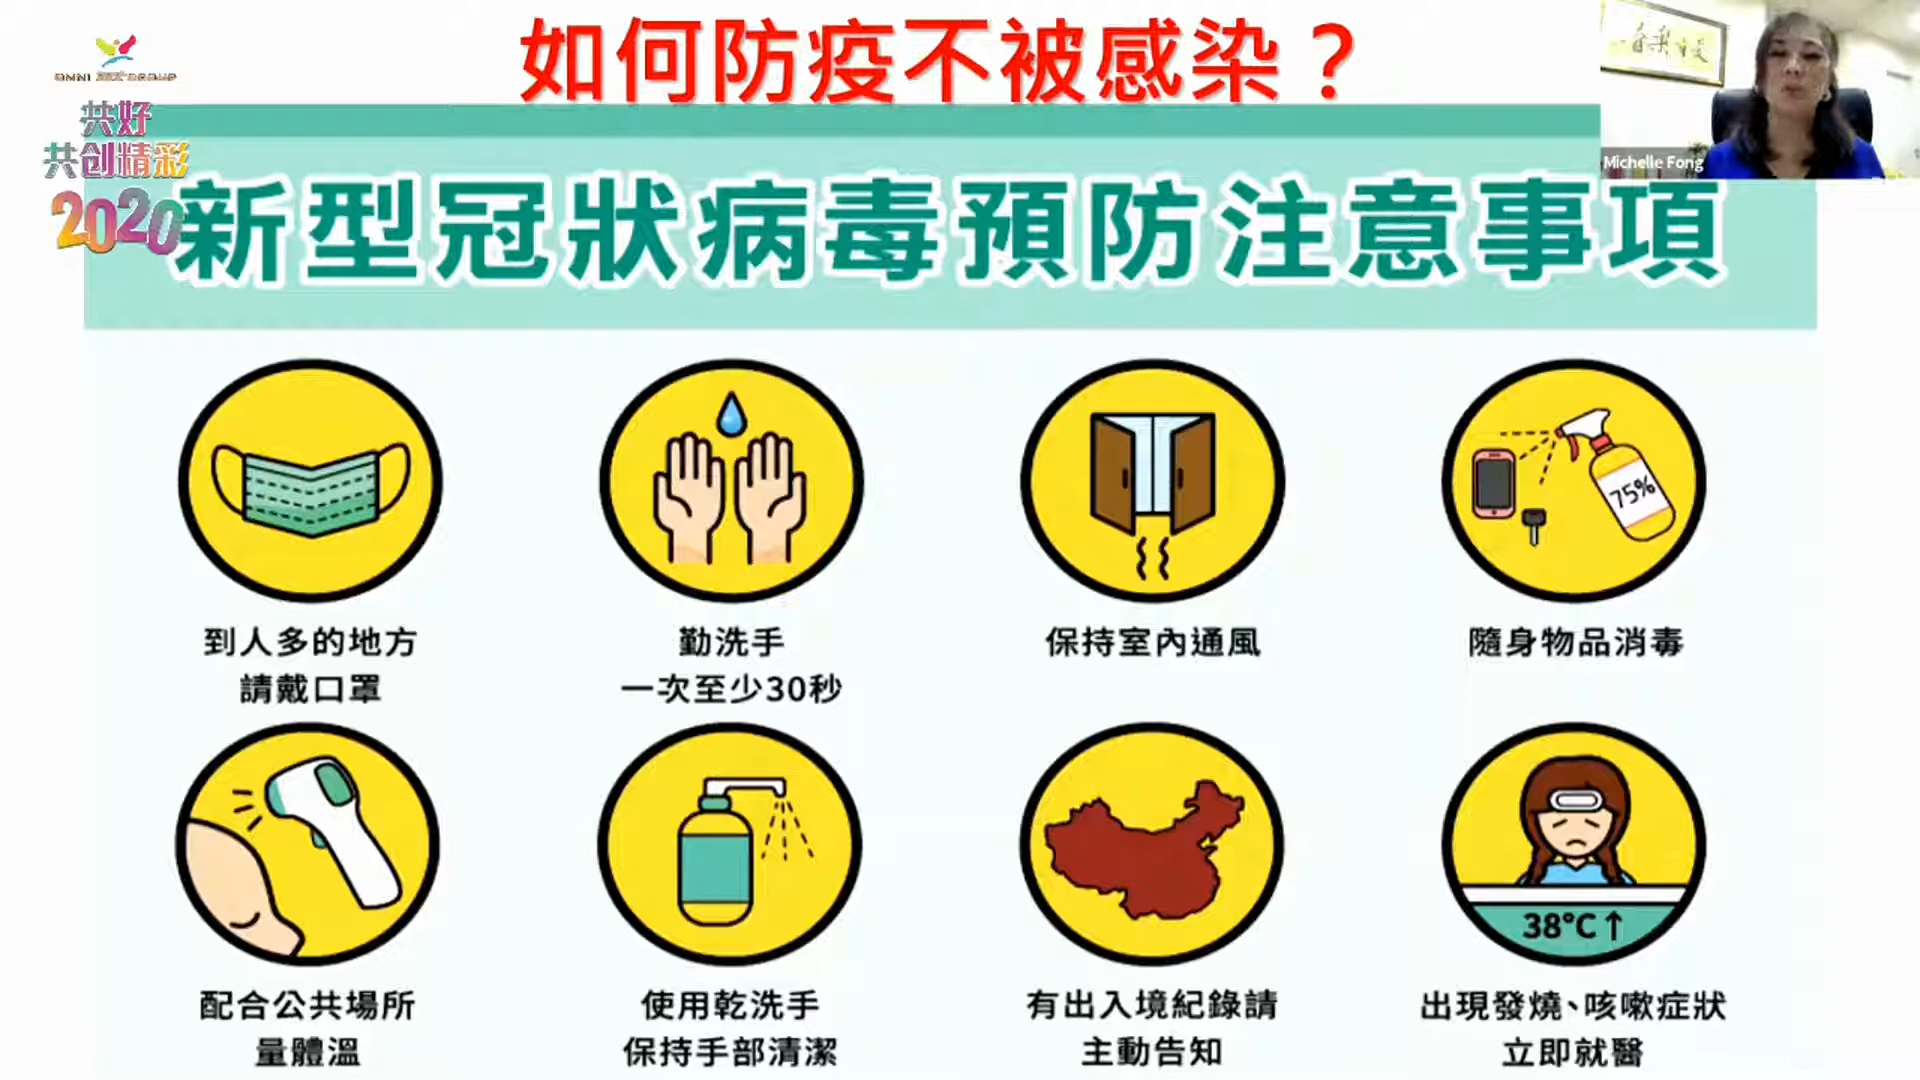 如何防疫不被感染？
共好
共创精彩
2020
Michelle Fong
新型冠狀病毒預防注意事項
75%
到人多的地方
請戴口罩
勤洗手
一次至少30秒
保持室內通風
隨身物品消毒
38°C↑
配合公共場所
量體溫
使用乾洗手
保持手部清潔
有出入境紀錄請
主動告知
出現發燒、咳嗽症狀
立即就醫